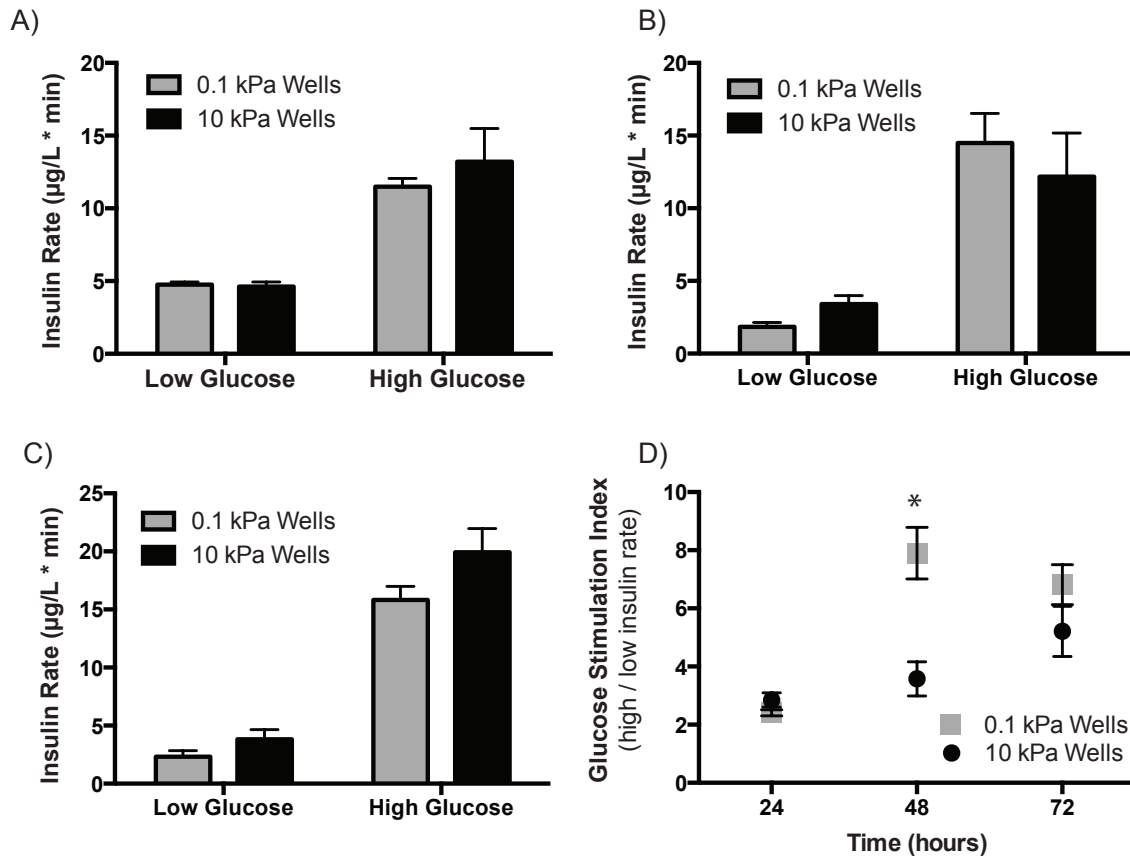 A)
Insulin Rate (µg/L * min)
20
15
10
5
0
0.1 kPa Wells
10 kPa Wells
Low Glucose
High Glucose
B)
Insulin Rate (µg/L * min)
20
15
10
5
0
0.1 kPa Wells
10 kPa Wells
Low Glucose
High Glucose
C)
Insulin Rate (µg/L * min)
25
20
15
10
5
0
0.1 kPa Wells
10 kPa Wells
Low Glucose
High Glucose
D)
Glucose Stimulation Index
(high / low insulin rate)
10
8
6
4
2
0
*
0.1 kPa Wells
10 kPa Wells
24
48
72
Time (hours)